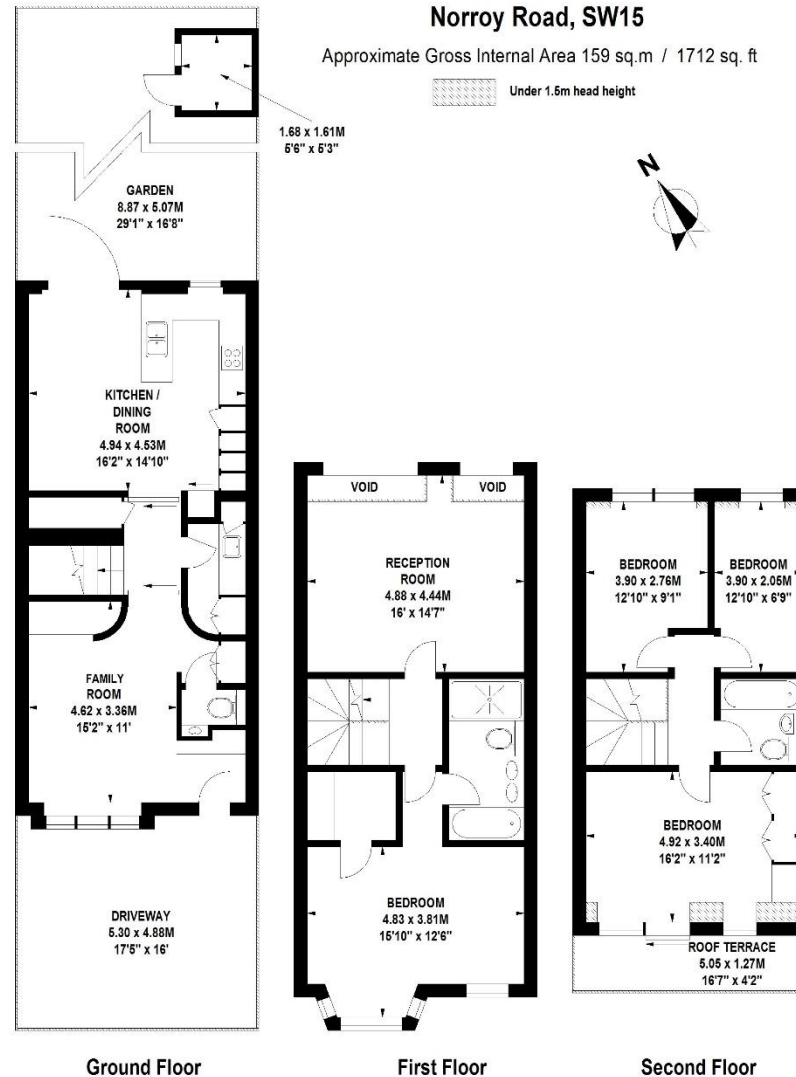 Norroy Road, SW15
Approximate Gross Internal Area 159 sq.m / 1712 sq. ft
Under 1.5m head height
N
1.68 x 1.61M
5'6" x 5'3"
GARDEN
8.87 x 5.07M
29'1" x 16'8"
KITCHEN /
DINING
ROOM
4.94 x 4.53M
16'2" x 14'10"
FAMILY
ROOM
4.62 x 3.36M
15'2" x 11'
DRIVEWAY
5.30 x 4.88M
17'5" x 16'
Ground Floor
VOID
VOID
RECEPTION
ROOM
4.88 x 4.44M
16' x 14'7"
BEDROOM
4.83 x 3.81M
15'10" x 12'6"
First Floor
BEDROOM
3.90 x 2.76M
12'10" x 9'1"
BEDROOM
3.90 x 2.05M
12'10" x 6'9"
BEDROOM
4.92 x 3.40M
16'2" x 11'2"
ROOF TERRACE
5.05 x 1.27M
16'7" x 4'2"
Second Floor